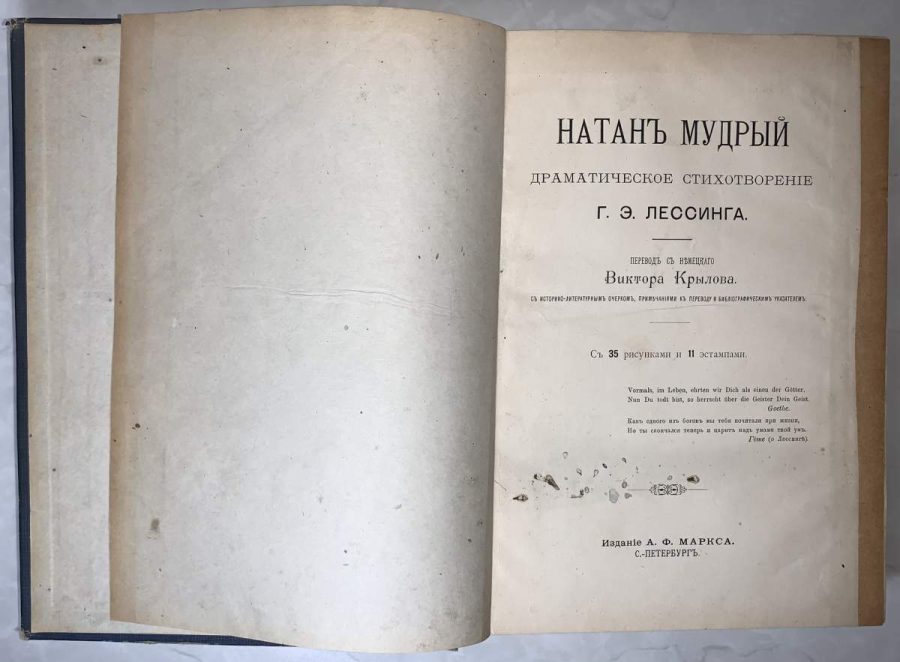 НАТАНЪ МУДРЫЙ
ДРАМАТИЧЕСКОЕ СТИХОТВОРЕНІЕ
Г. Э. ЛЕССИНГА.
ПЕРЕВОДЪ СЪ НѢМЕЦКАГО
Виктора Крылова.
СЪ ИСТОРИКО-ЛИТЕРАТУРНЫМЪ ОЧЕРКОМЪ, ПРИМѢЧАНІЯМИ КЪ ПЕРЕВОДУ И БИБЛІОГРАФИЧЕСКИМЪ УКАЗАТЕЛЕМЪ.
Съ 35 рисунками и 11 эстампами.
Vormals, im Leben, ehrten wir Dich als einen der Götter.
Nun Du todt bist, so herrscht über die Geister Dein Geist.
Goethe.
Какъ одного изъ боговъ мы тебя почитали при жизни,
Но ты скончался теперь и царитъ надъ умами твой умъ.
Гёте (о Лессингѣ).
Изданіе А. Ф. МАРКСА.
С.-ПЕТЕРБУРГЪ.